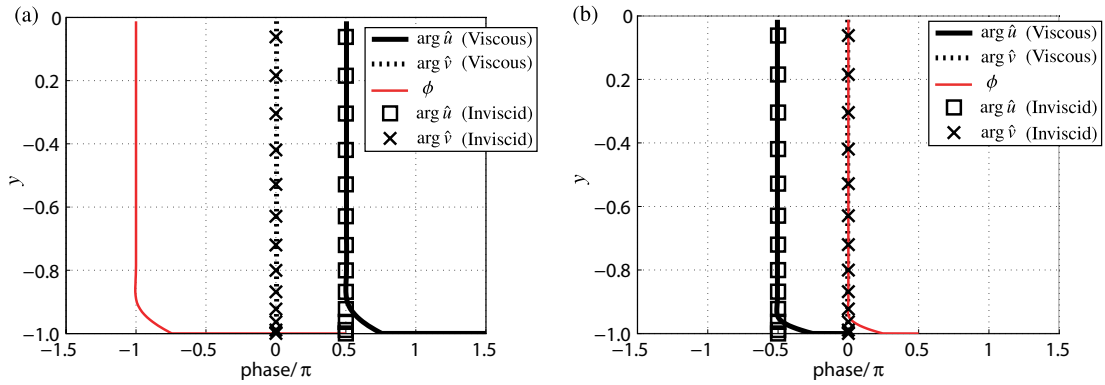 (a)
0
0.2
−0.4
−0.6
−0.8
−1.0
y
−1.5
−1
−0.5
0
0.5
1
1.5
phase/ π
arg û (Viscous)
arg v̂ (Viscous)
ϕ
arg û (Inviscid)
arg v̂ (Inviscid)
(b)
0
0.2
−0.4
−0.6
−0.8
−1.0
y
−1.5
−1
−0.5
0
0.5
1
1.5
phase/ π
arg û (Viscous)
arg v̂ (Viscous)
ϕ
arg û (Inviscid)
arg v̂ (Inviscid)